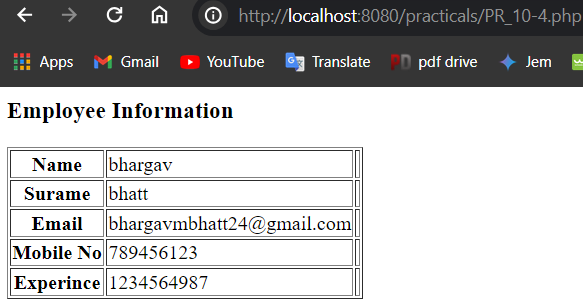 http://localhost:8080/practicals/PR_10-4.php
Apps Gmail YouTube Translate pdf drive Jem
Employee Information
Name bhargav
Surame bhatt
Email bhargavmbhatt24@gmail.com
Mobile No 789456123
Experince 1234564987